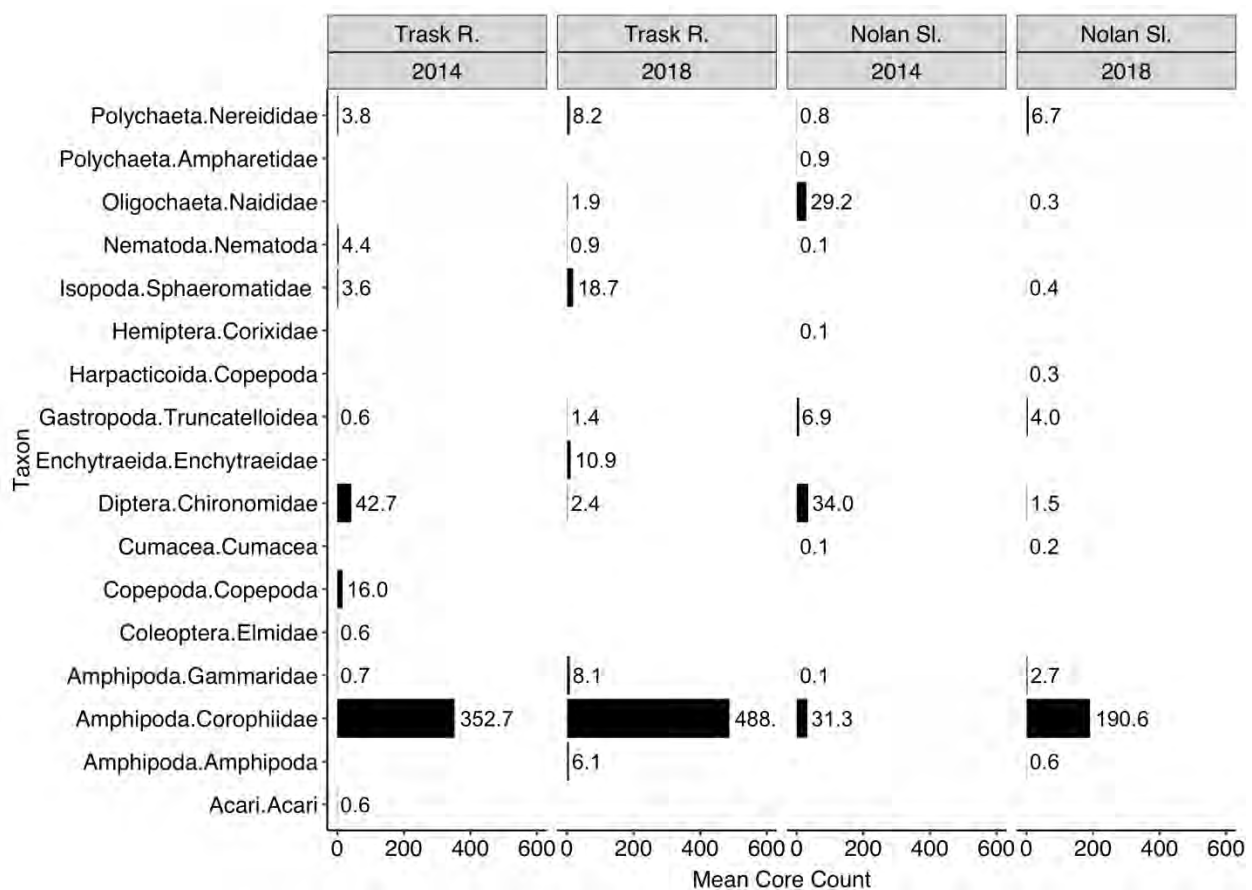 Trask R. Trask R. Nolan Sl. Nolan Sl.
2014 2018 2014 2018
Polychaeta.Nereididae 3.8 8.2 0.8 6.7
Polychaeta.Ampharetidae 0.9
Oligochaeta.Naididae 1.9 29.2 0.3
Nematoda.Nematoda 4.4 0.9 0.1
Isopoda.Sphaeromatidae 3.6 18.7 0.4
Hemiptera.Corixidae 0.1
Harpacticoida.Copepoda 0.3
Gastropoda.Truncatelloidea 0.6 1.4 6.9 4.0
Enchytraeida.Enchytraeidae 10.9
Diptera.Chironomidae 42.7 2.4 34.0 1.5
Cumacea.Cumacea 0.1 0.2
Copepoda.Copepoda 16.0
Coleoptera.Elmidae 0.6
Amphipoda.Gammaridae 0.7 8.1 0.1 2.7
Amphipoda.Corophiidae 352.7 488. 31.3 190.6
Amphipoda.Amphipoda 6.1 0.6
Acari.Acari 0.6
0 200 400 600 0 200 400 600 0 200 400 600 0 200 400 600
Mean Core Count
Taxon